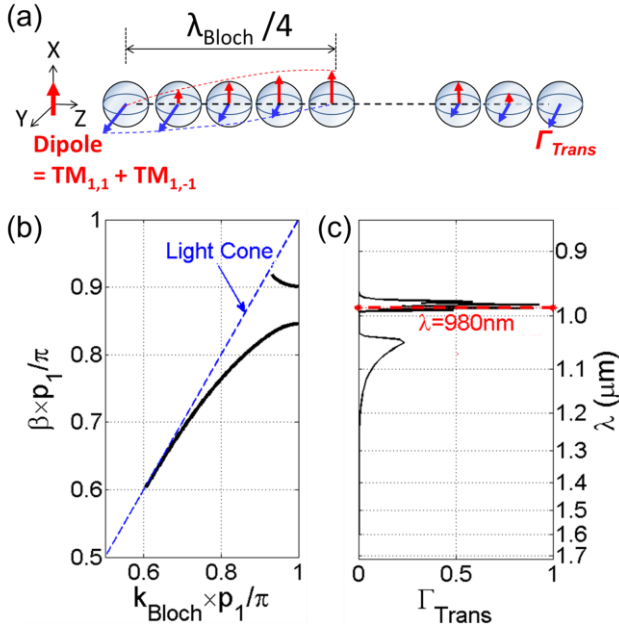 (a)
λBloch /4
X
Y
Z
Dipole
= TM1,1 + TM1,-1
ΓTrans
(b)
(c)
1
0.9
0.8
0.7
0.6
0.5
β×p1/π
Light Cone
0.6
0.8
1
kBloch×p1/π
λ=980nm
0
0.5
1
ΓTrans
0.9
1.0
1.1
1.2
1.3
1.4
1.5
1.6
1.7
λ (μm)